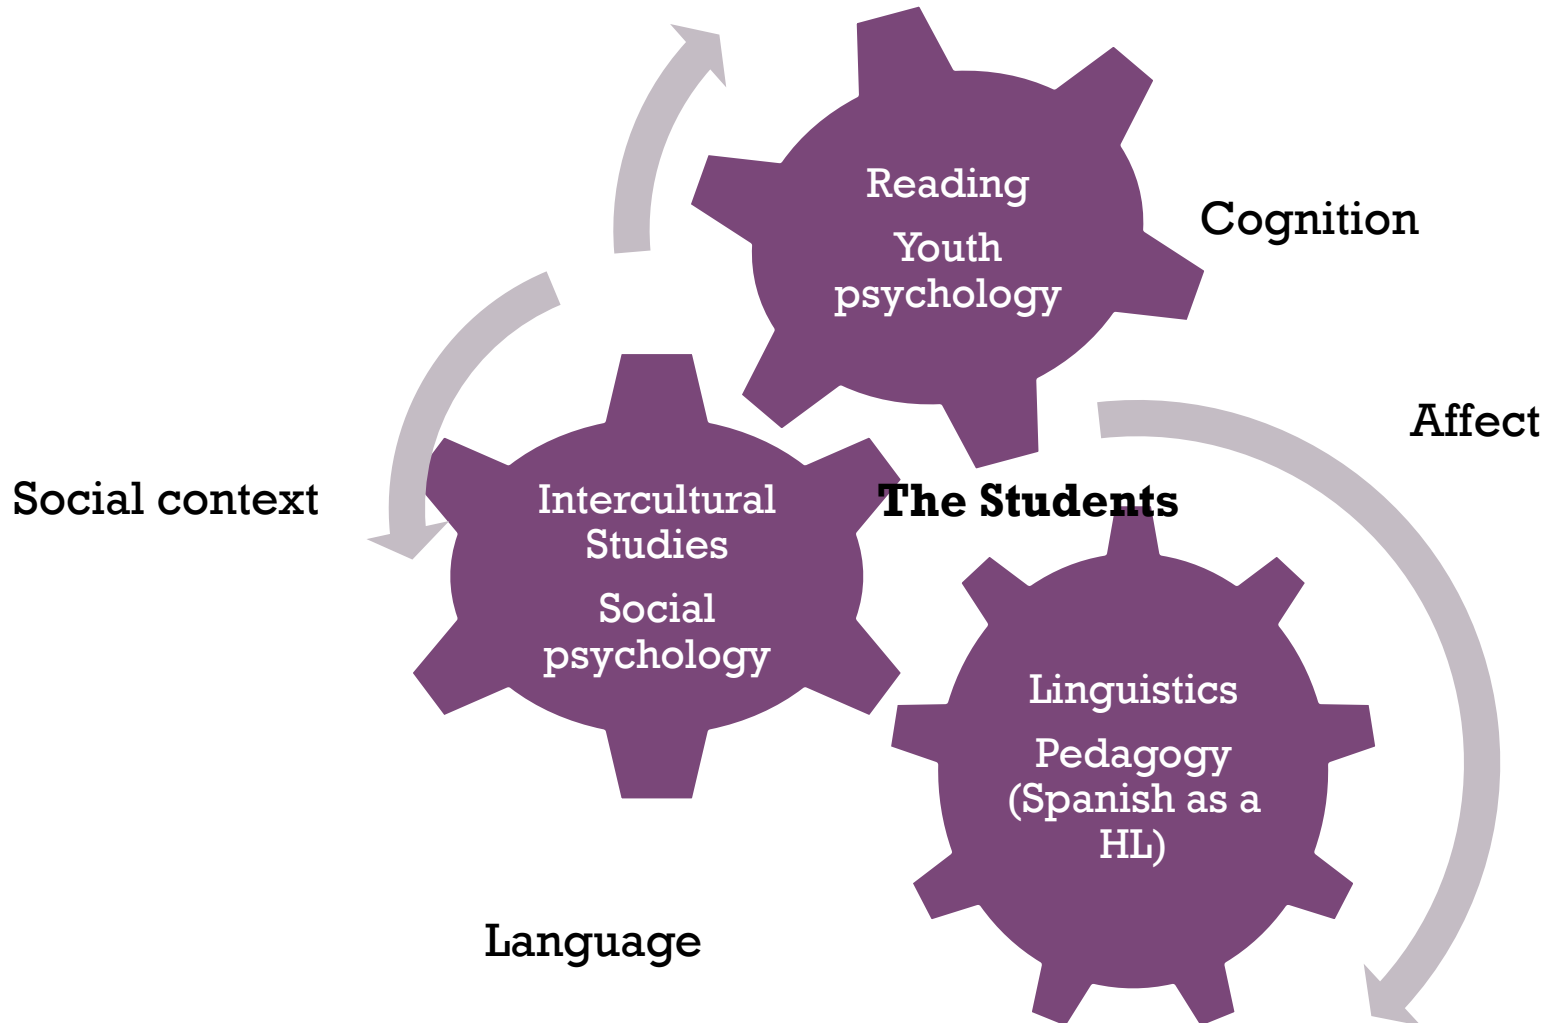 Reading
Youth
psychology
Cognition
Affect
Social context
Intercultural
Studies
Social
psychology
The Students
Linguistics
Pedagogy
(Spanish as a
HL)
Language